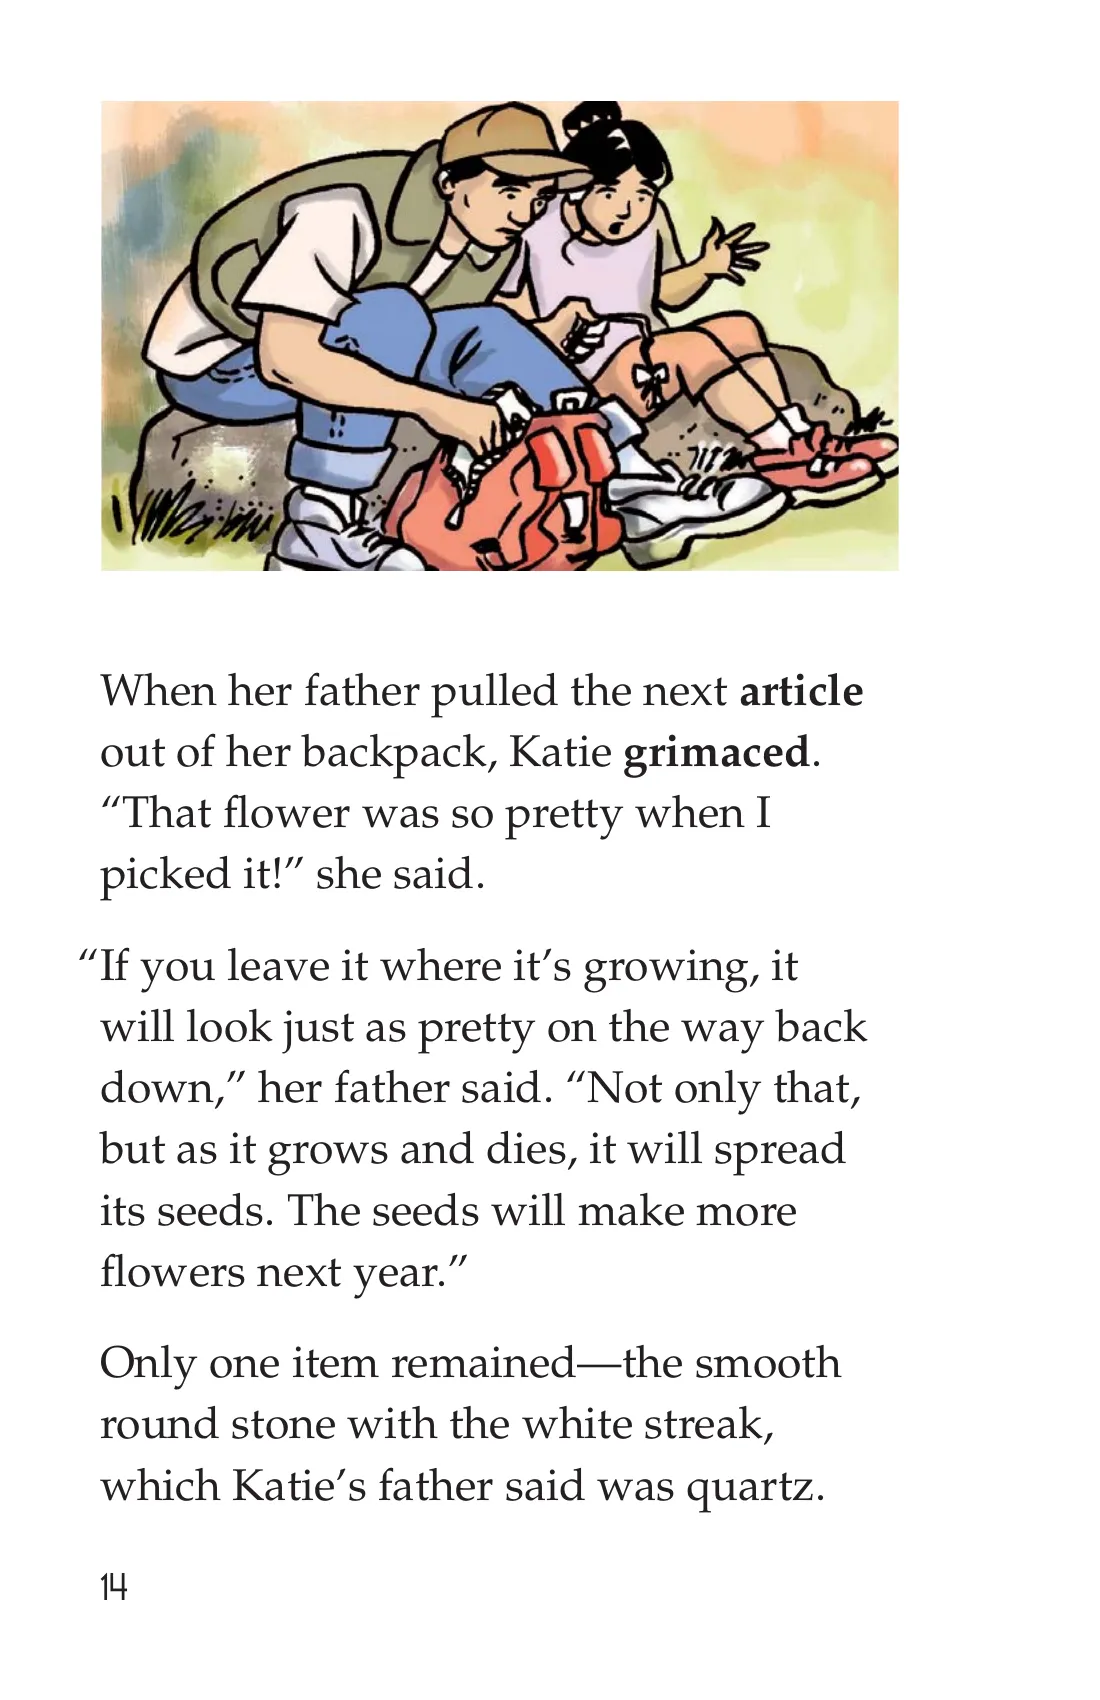 When her father pulled the next article
out of her backpack, Katie grimaced.
“That flower was so pretty when I
picked it!” she said.
“If you leave it where it’s growing, it
will look just as pretty on the way back
down,” her father said. “Not only that,
but as it grows and dies, it will spread
its seeds. The seeds will make more
flowers next year.”
Only one item remained—the smooth
round stone with the white streak,
which Katie’s father said was quartz.
14